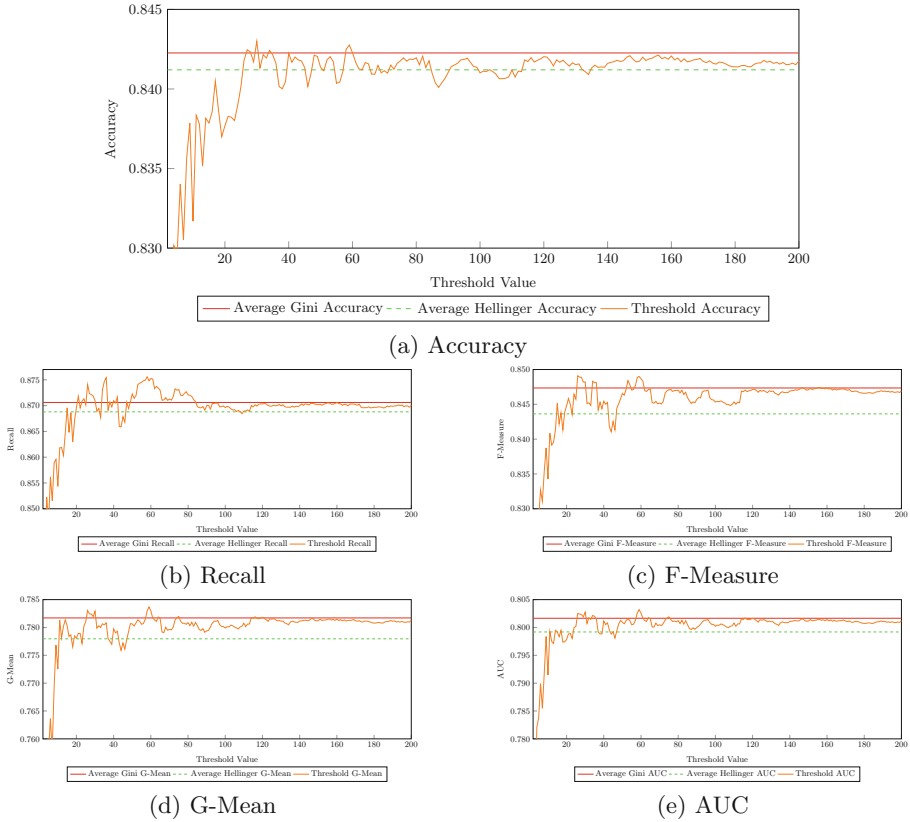 0.845
0.840
0.835
0.830
Accuracy
20 40 60 80 100 120 140 160 180 200
Threshold Value
Average Gini Accuracy Average Hellinger Accuracy Threshold Accuracy
(a) Accuracy
0.875
0.870
0.865
0.860
0.855
0.850
Recall
20 40 60 80 100 120 140 160 180 200
Threshold Value
Average Gini Recall Average Hellinger Recall Threshold Recall
(b) Recall
0.850
0.845
0.840
0.835
0.830
F-Measure
20 40 60 80 100 120 140 160 180 200
Threshold Value
Average Gini F-Measure Average Hellinger F-Measure Threshold F-Measure
(c) F-Measure
0.785
0.780
0.775
0.770
0.765
0.760
G-Mean
20 40 60 80 100 120 140 160 180 200
Threshold Value
Average Gini G-Mean Average Hellinger G-Mean Threshold G-Mean
(d) G-Mean
0.805
0.800
0.795
0.790
0.785
0.780
AUC
20 40 60 80 100 120 140 160 180 200
Threshold Value
Average Gini AUC Average Hellinger AUC Threshold AUC
(e) AUC